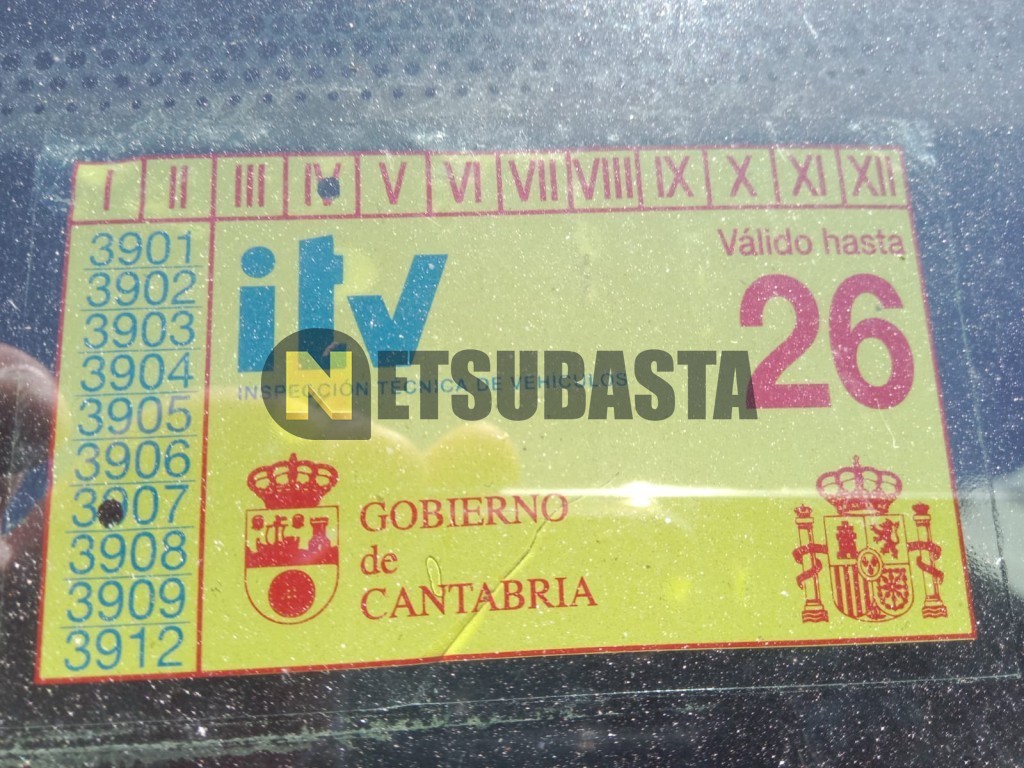 I II III IV V VI VII VIII IX X XI XII
3901
3902
3903
3904
3905
3906
3907
3908
3909
3912
itv
INSPECCIÓN TÉCNICA DE VEHÍCULOS
Válido hasta
26
NETSUBASTA
GOBIERNO
de
CANTABRIA